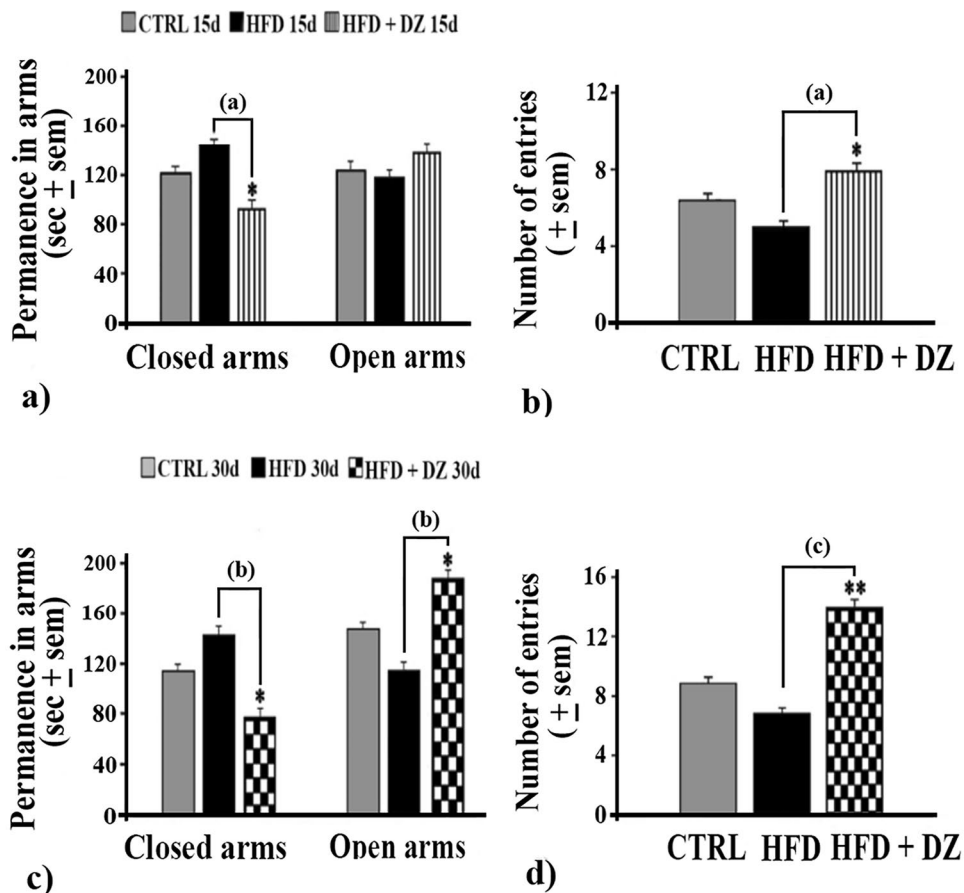 CTRL 15d HFD 15d HFD + DZ 15d
Permanence in arms
(sec ± sem)
200
160
120
80
40
0
(a)
*
Closed arms Open arms
a)
Number of entries
(± sem)
12
8
4
0
(a)
*
CTRL HFD HFD + DZ
b)
CTRL 30d HFD 30d HFD + DZ 30d
Permanence in arms
(sec ± sem)
200
160
120
80
40
0
(b)
*
(b)
*
Closed arms Open arms
c)
Number of entries
(± sem)
16
12
8
4
0
(c)
**
CTRL HFD HFD + DZ
d)